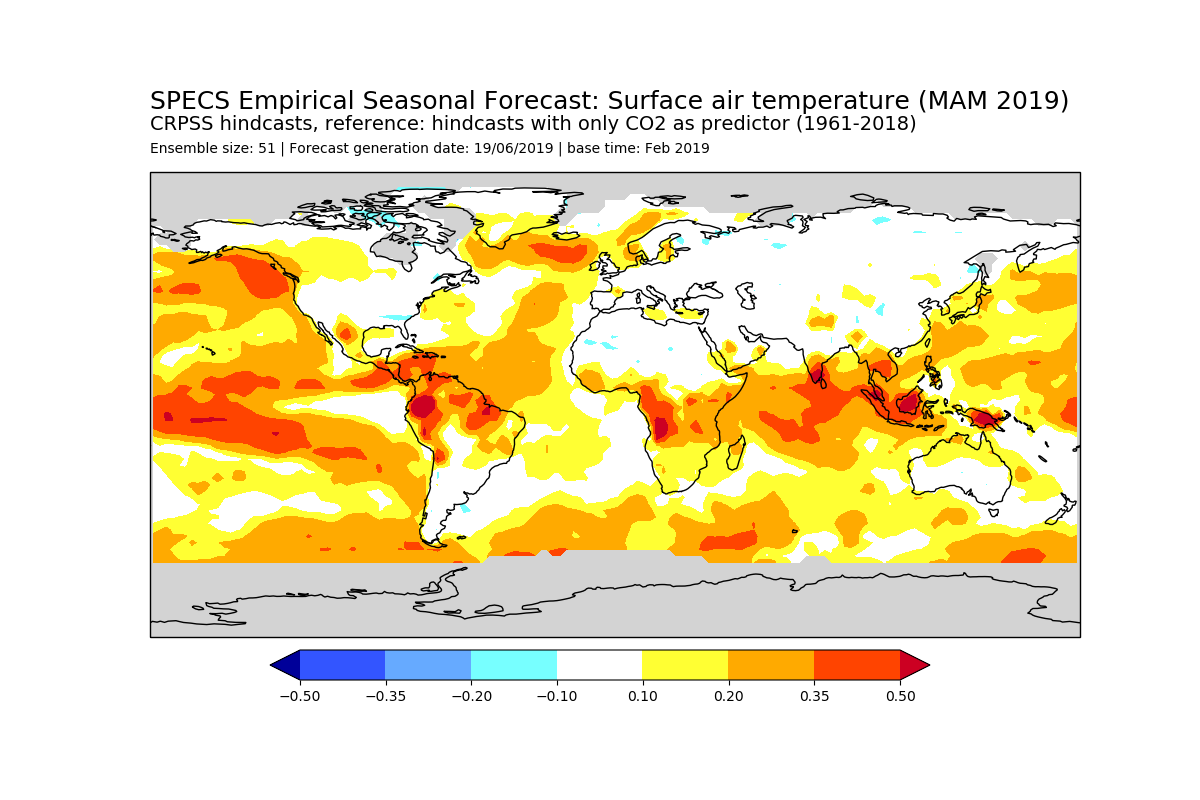 SPECS Empirical Seasonal Forecast: Surface air temperature (MAM 2019)
CRPSS hindcasts, reference: hindcasts with only CO2 as predictor (1961-2018)
Ensemble size: 51 | Forecast generation date: 19/06/2019 | base time: Feb 2019
−0.50 −0.35 −0.20 −0.10 0.10 0.20 0.35 0.50